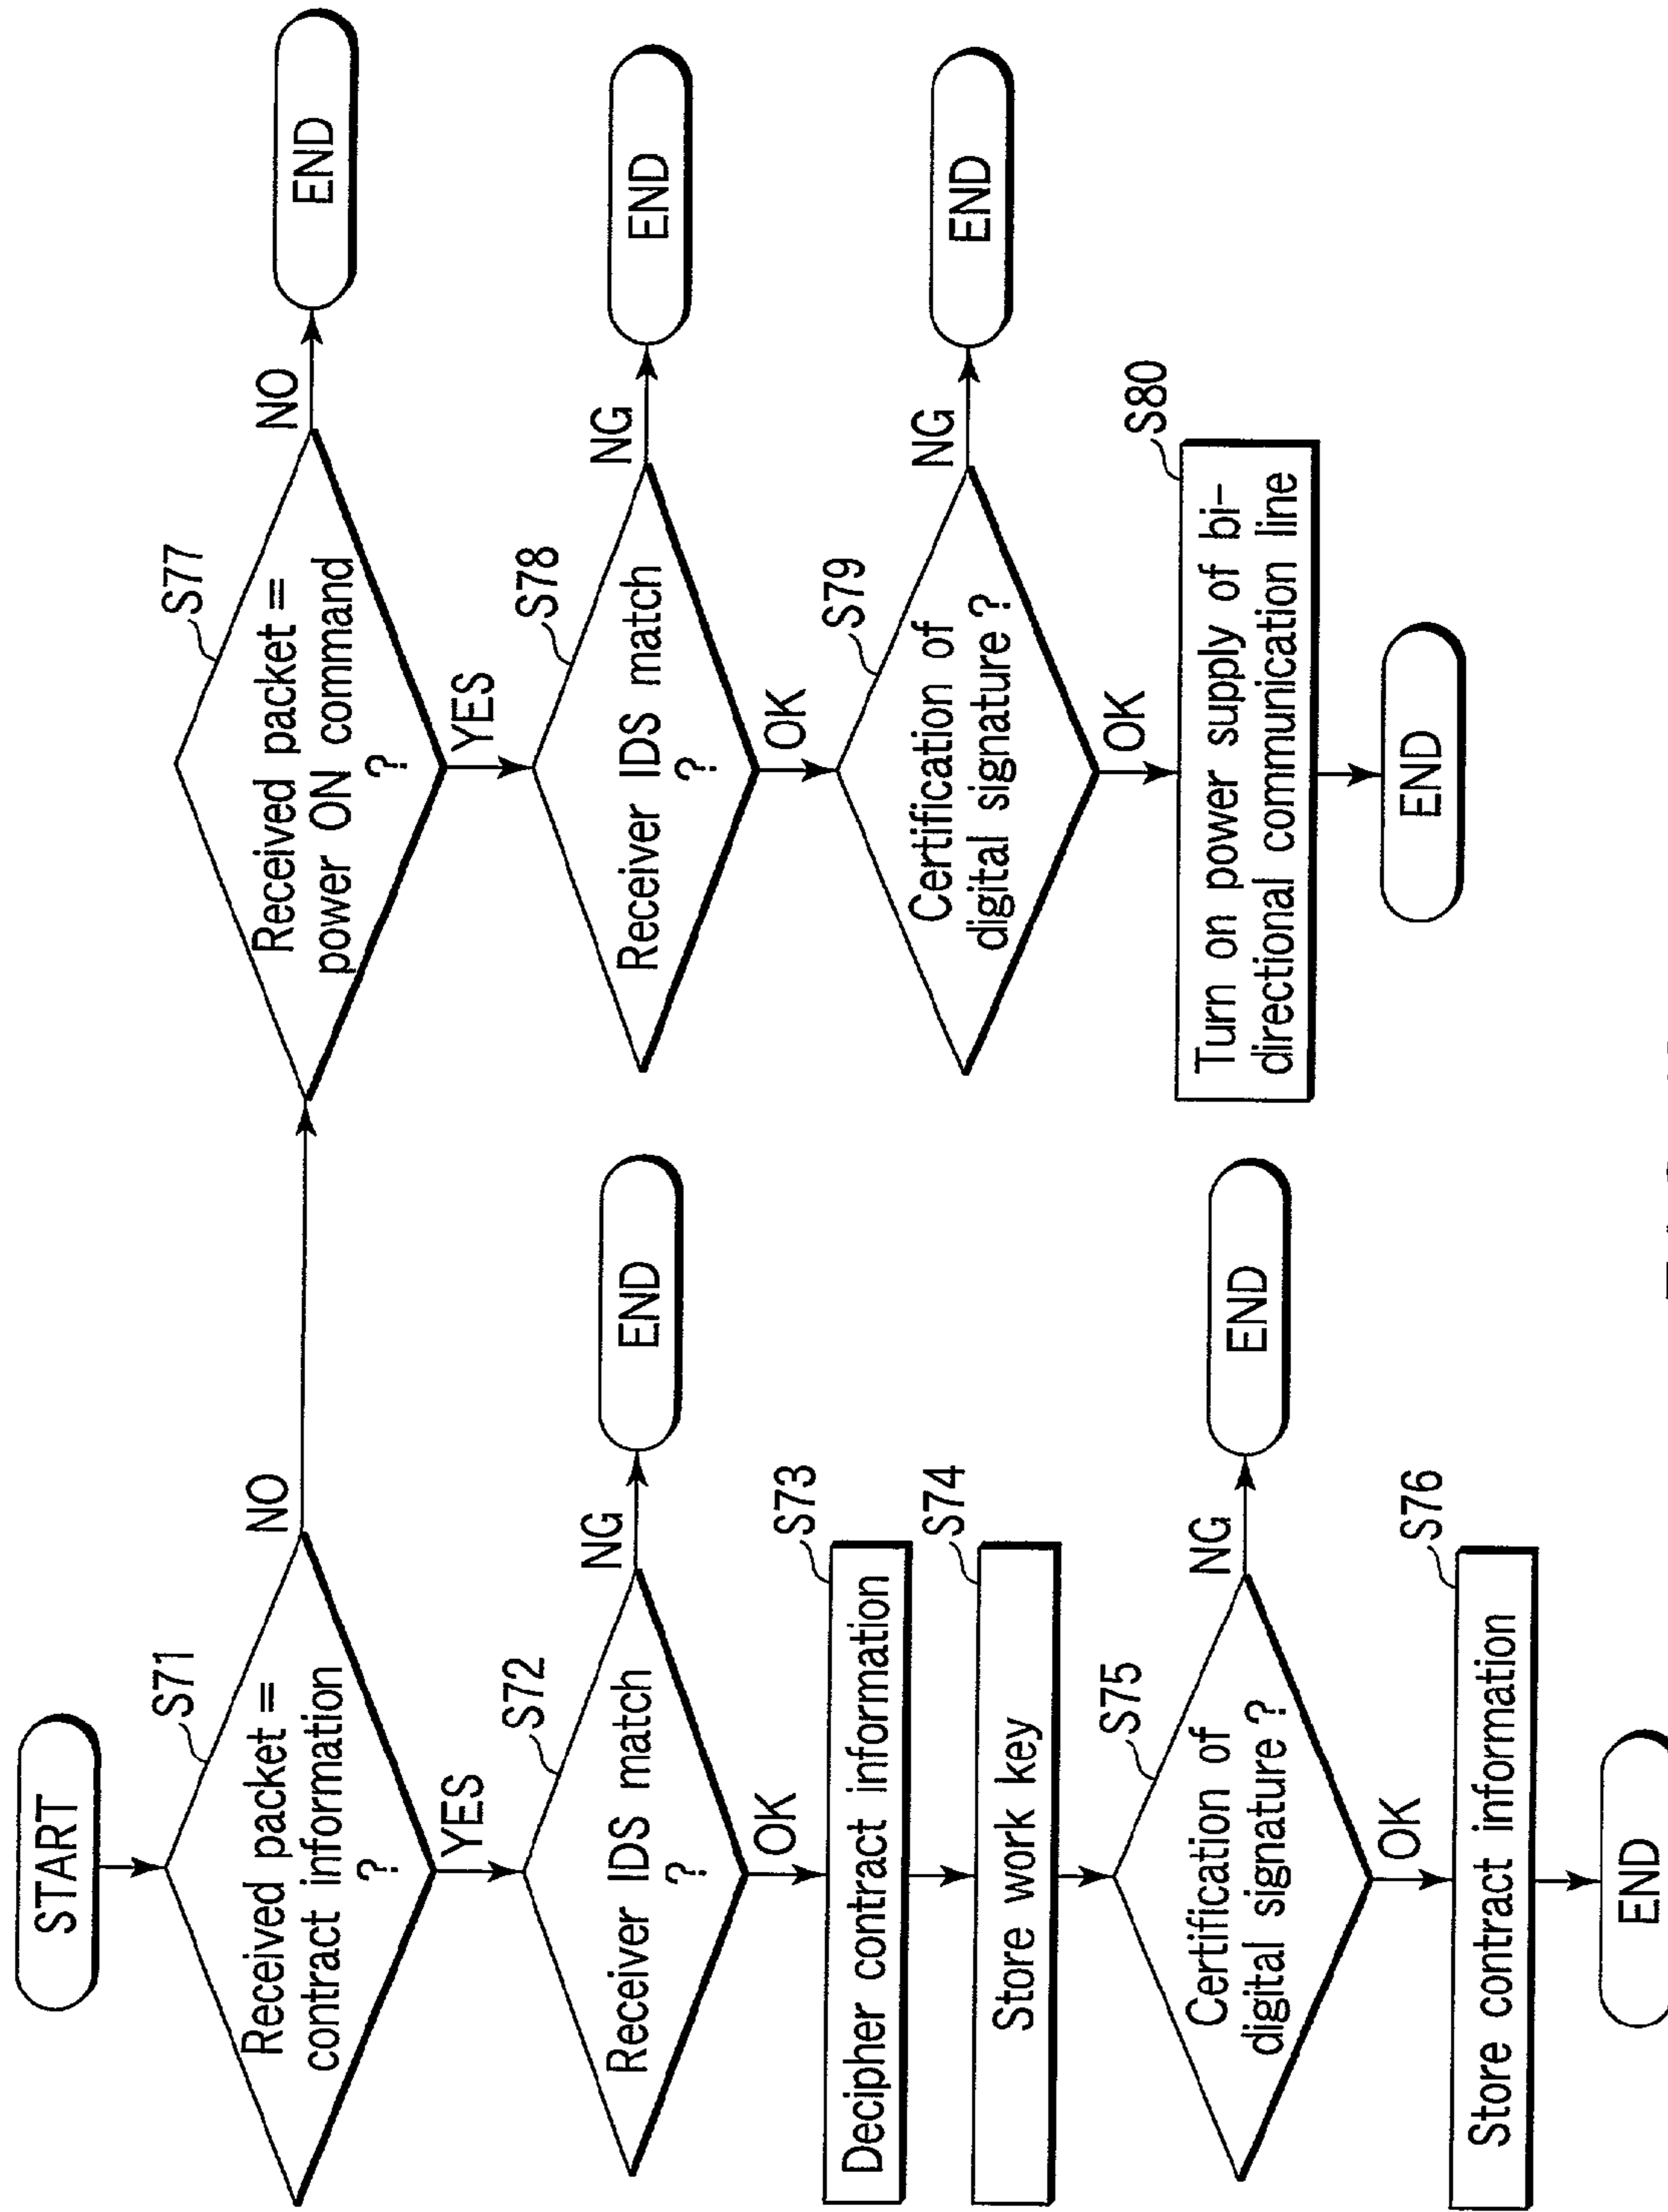 START
S71
Received packet =
contract information
?
NO
YES
S72
Receiver IDS match
?
NG
END
OK
S73
Decipher contract information
S74
Store work key
S75
Certification of
digital signature ?
NG
END
OK
S76
Store contract information
END
S77
Received packet =
power ON command
?
NO
END
YES
S78
Receiver IDS match
?
NG
END
OK
S79
Certification of
digital signature ?
NG
END
OK
S80
Turn on power supply of bi-
directional communication line
END